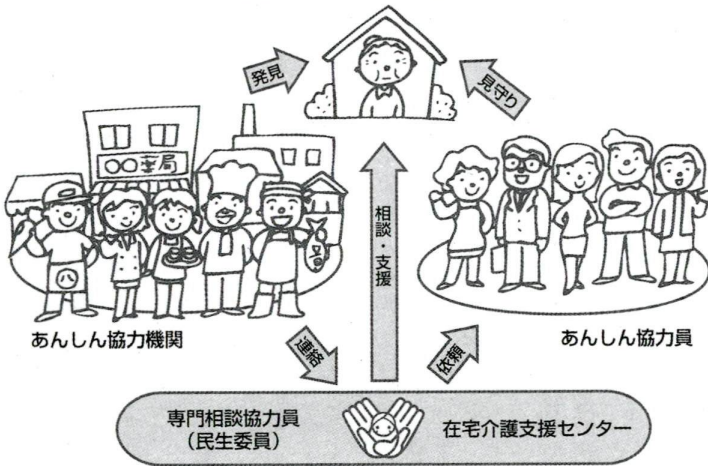 発見
見守り
○○薬局
八
相談・支援
あんしん協力機関
あんしん協力員
連絡
依頼
専門相談協力員
(民生委員)
在宅介護支援センター